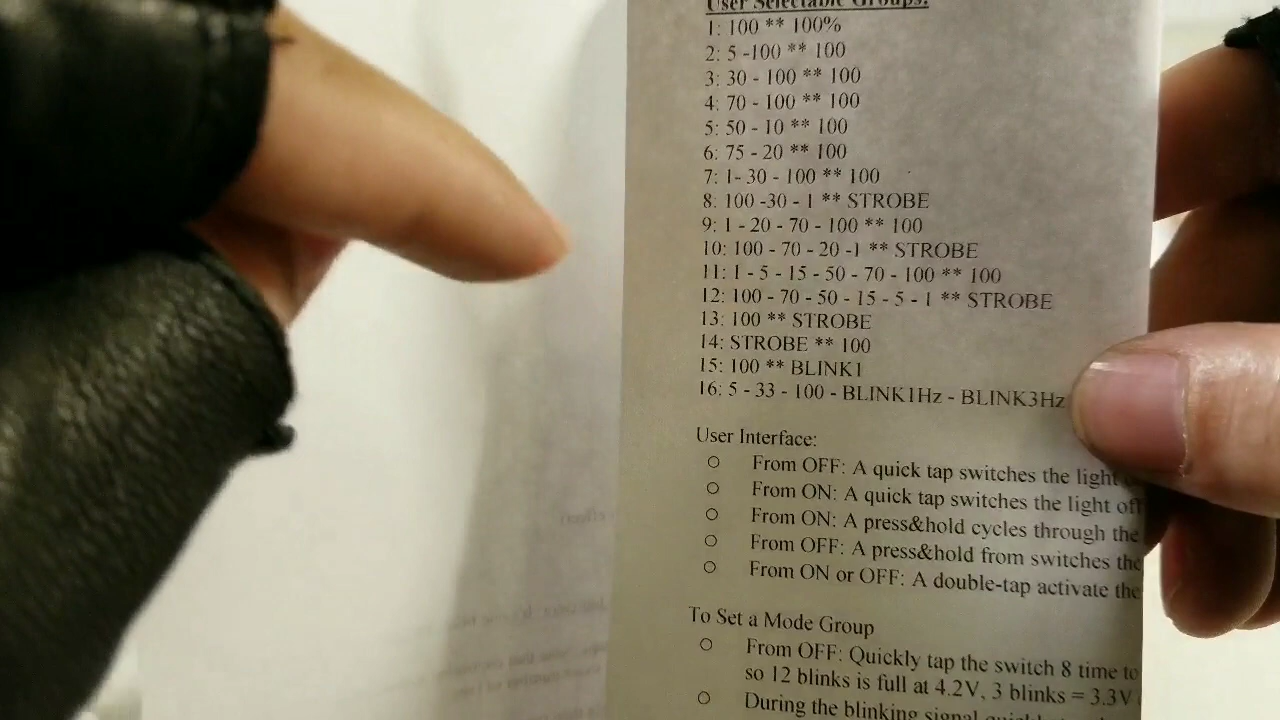 User Selectable Groups:
1: 100 ** 100%
2: 5 -100 ** 100
3: 30 - 100 ** 100
4: 70 - 100 ** 100
5: 50 - 10 ** 100
6: 75 - 20 ** 100
7: 1- 30 - 100 ** 100
8: 100 -30 - 1 ** STROBE
9: 1 - 20 - 70 - 100 ** 100
10: 100 - 70 - 20 -1 ** STROBE
11: 1 - 5 - 15 - 50 - 70 - 100 ** 100
12: 100 - 70 - 50 - 15 - 5 - 1 ** STROBE
13: 100 ** STROBE
14: STROBE ** 100
15: 100 ** BLINK1
16: 5 - 33 - 100 - BLINK1Hz - BLINK3Hz
User Interface:
○ From OFF: A quick tap switches the light
○ From ON: A quick tap switches the light off
○ From ON: A press&hold cycles through the
○ From OFF: A press&hold from switches the
○ From ON or OFF: A double-tap activate the
To Set a Mode Group
○ From OFF: Quickly tap the switch 8 time to
so 12 blinks is full at 4.2V, 3 blinks = 3.3V
○ During the blinking signal